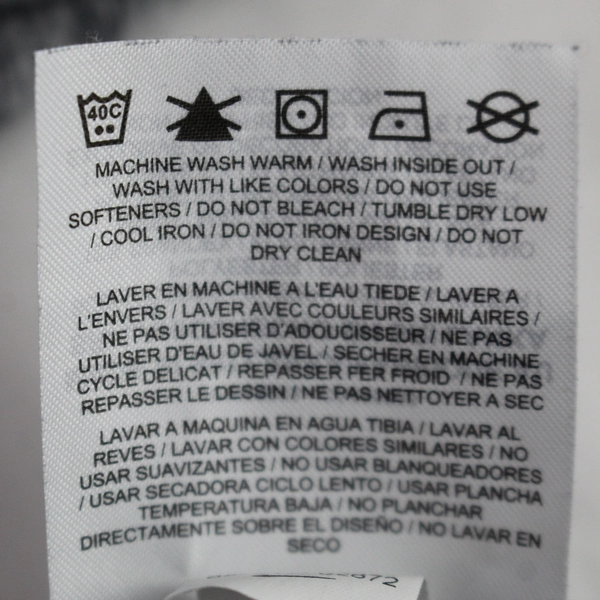 40C
MACHINE WASH WARM / WASH INSIDE OUT /
WASH WITH LIKE COLORS / DO NOT USE
SOFTENERS / DO NOT BLEACH / TUMBLE DRY LOW
/ COOL IRON / DO NOT IRON DESIGN / DO NOT
DRY CLEAN
LAVER EN MACHINE A L'EAU TIEDE / LAVER A
L'ENVERS / LAVER AVEC COULEURS SIMILAIRES /
NE PAS UTILISER D'ADOUCISSEUR / NE PAS
UTILISER D'EAU DE JAVEL / SECHER EN MACHINE
CYCLE DELICAT / REPASSER FER FROID / NE PAS
REPASSER LE DESSIN / NE PAS NETTOYER A SEC
LAVAR A MAQUINA EN AGUA TIBIA / LAVAR AL
REVES / LAVAR CON COLORES SIMILARES / NO
USAR SUAVIZANTES / NO USAR BLANQUEADORES
/ USAR SECADORA CICLO LENTO / USAR PLANCHA
TEMPERATURA BAJA / NO PLANCHAR
DIRECTAMENTE SOBRE EL DISEÑO / NO LAVAR EN
SECO